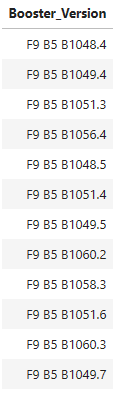 Booster_Version
F9 B5 B1048.4
F9 B5 B1049.4
F9 B5 B1051.3
F9 B5 B1056.4
F9 B5 B1048.5
F9 B5 B1051.4
F9 B5 B1049.5
F9 B5 B1060.2
F9 B5 B1058.3
F9 B5 B1051.6
F9 B5 B1060.3
F9 B5 B1049.7